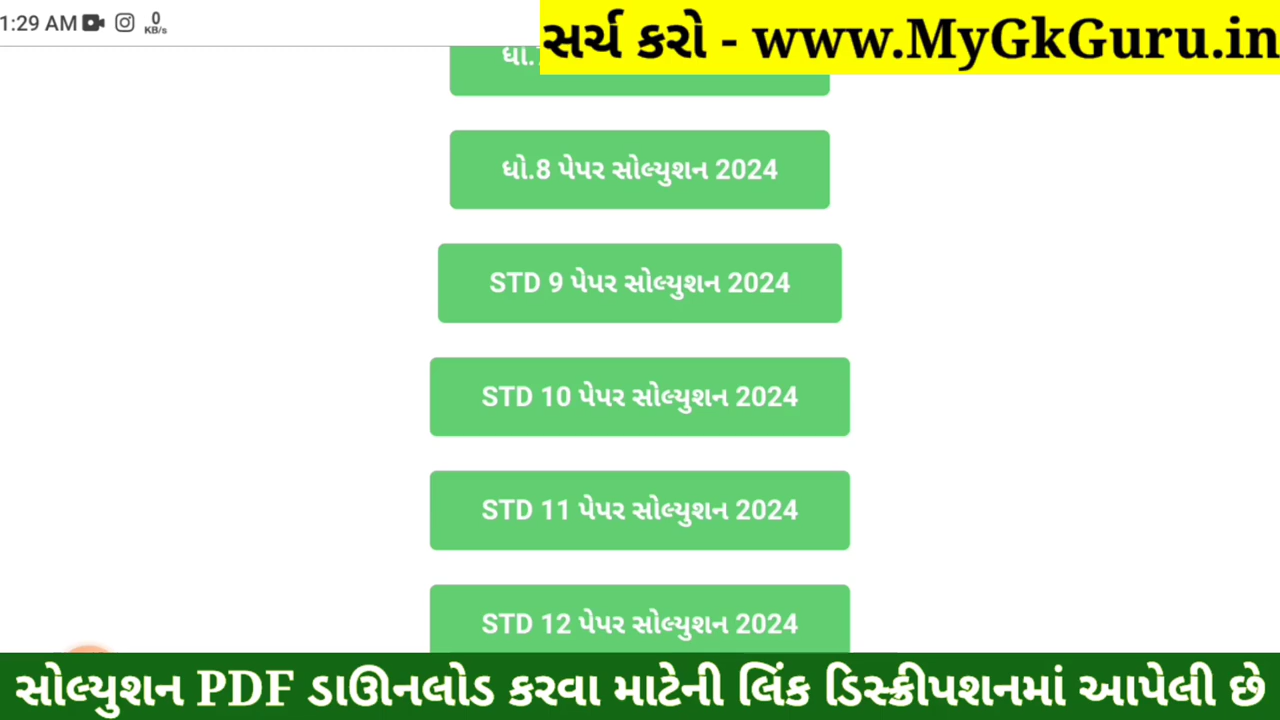 1:29 AM 0 KB/s
સર્ચ કરો - www.MyGkGuru.in
ધો.
ધો.8 પેપર સોલ્યુશન 2024
STD 9 પેપર સોલ્યુશન 2024
STD 10 પેપર સોલ્યુશન 2024
STD 11 પેપર સોલ્યુશન 2024
STD 12 પેપર સોલ્યુશન 2024
સોલ્યુશન PDF ડાઊનલોડ કરવા માટેની લિંક ડિસ્ક્રીપશનમાં આપેલી છે